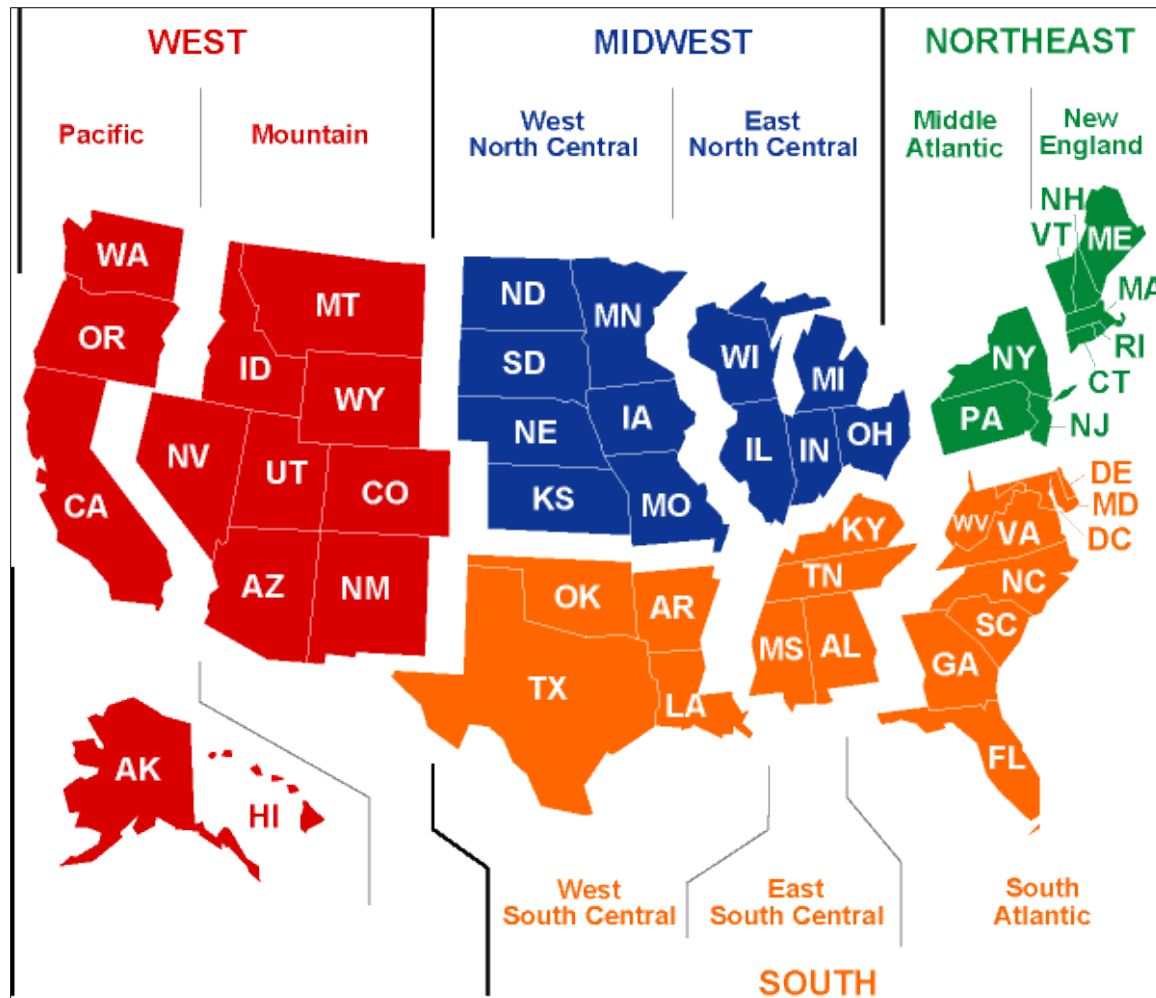 WEST
MIDWEST
NORTHEAST
Pacific
Mountain
West
North Central
East
North Central
Middle
Atlantic
New
England
WA
OR
CA
AK
HI
MT
ID
WY
NV
UT
CO
AZ
NM
ND
MN
SD
NE
IA
KS
MO
WI
MI
IL
IN
OH
NH
VT
ME
MA
RI
CT
NY
PA
NJ
OK
AR
TX
LA
KY
TN
MS
AL
DE
MD
DC
WV
VA
NC
SC
GA
FL
West
South Central
East
South Central
South
Atlantic
SOUTH